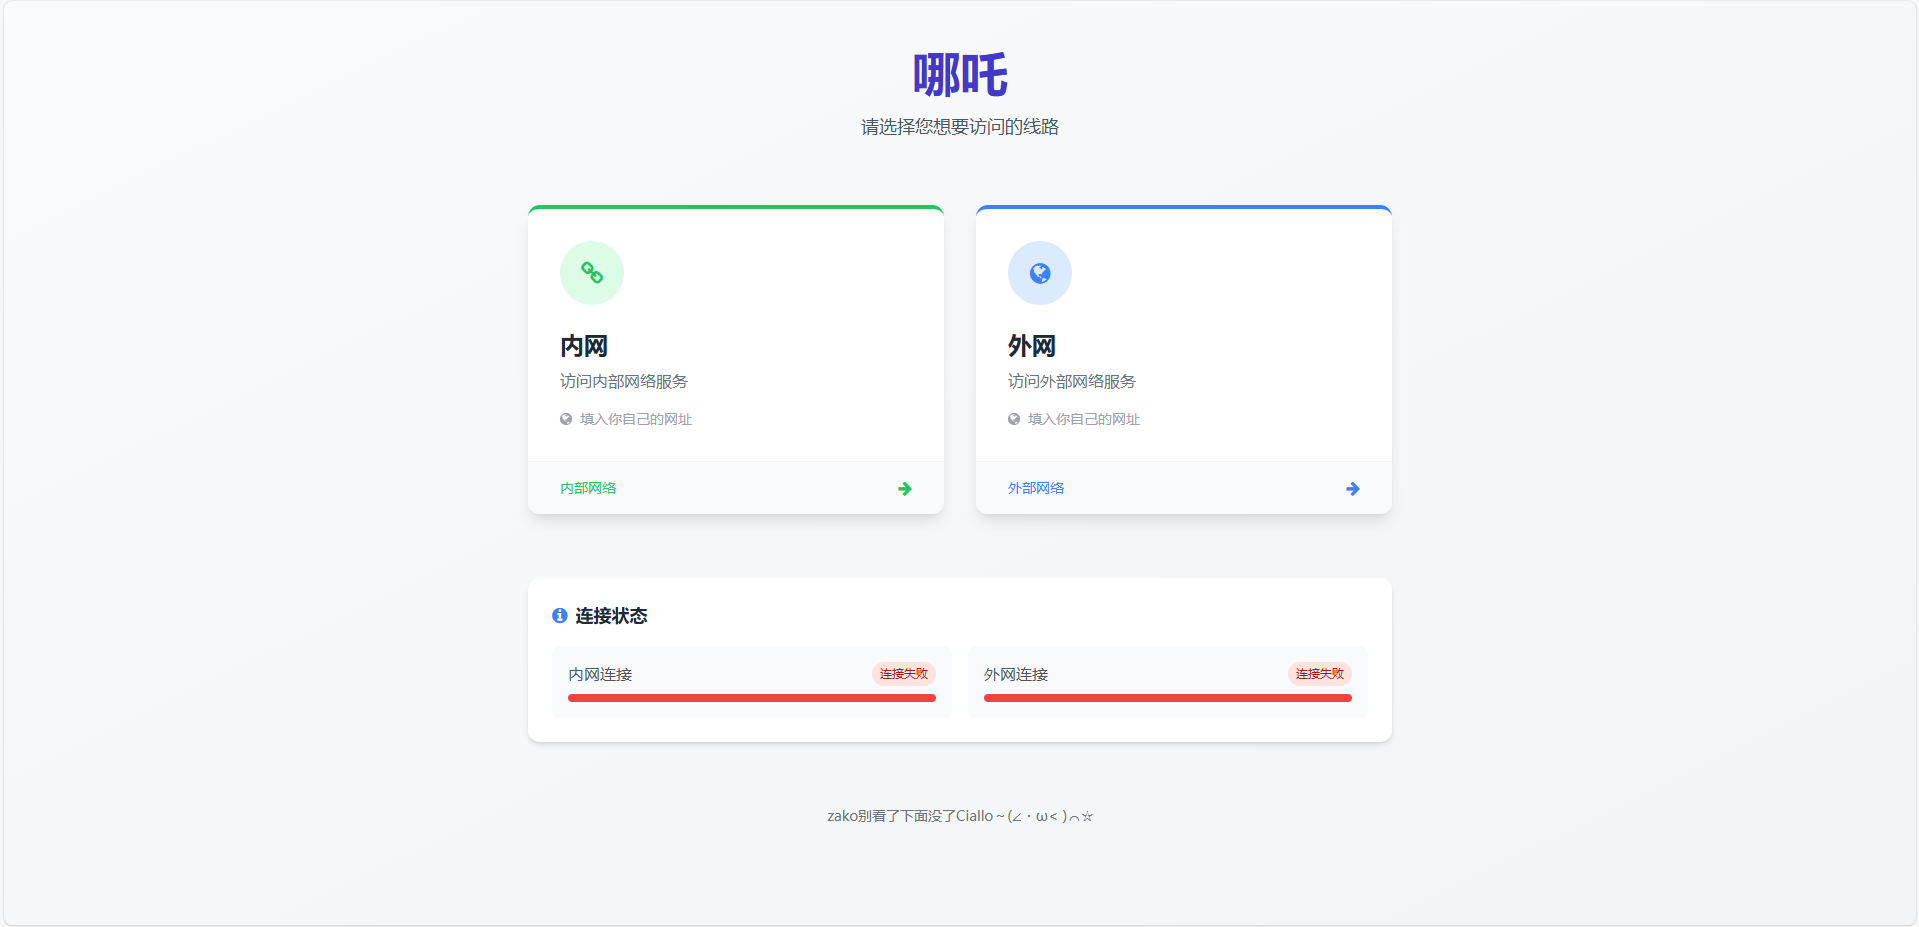 哪吒
请选择您想要访问的线路
内网
访问内部网络服务
填入你自己的网址
内部网络
外网
访问外部网络服务
填入你自己的网址
外部网络
连接状态
内网连接
连接失败
外网连接
连接失败
zako别看了下面没了Ciallo～(∠・ω< )⌒☆